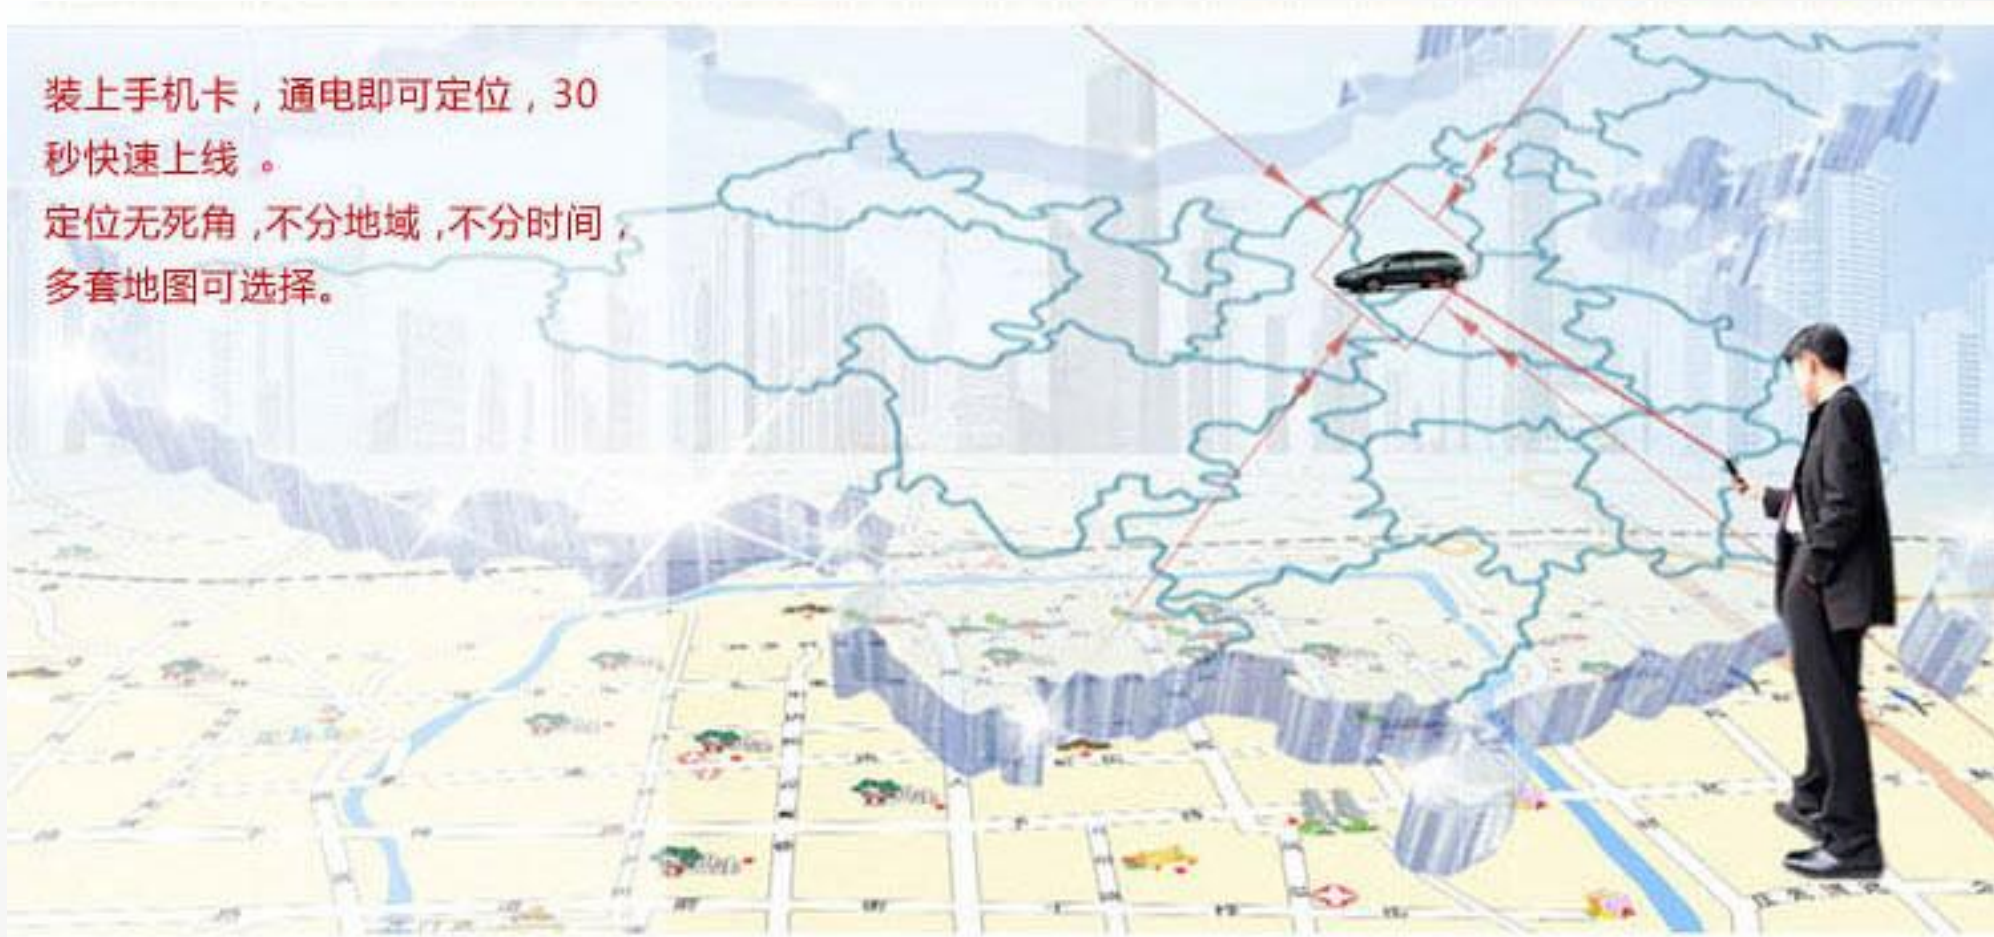 装上手机卡，通电即可定位，30
秒快速上线 。
定位无死角 ,不分地域 ,不分时间 ,
多套地图可选择。